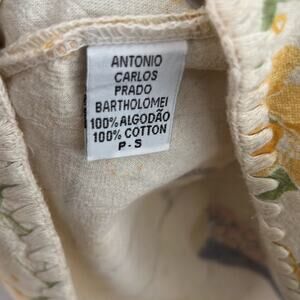 ANTONIO
CARLOS
PRADO
BARTHOLOMEI
100% ALGODÃO
100% COTTON
P - S